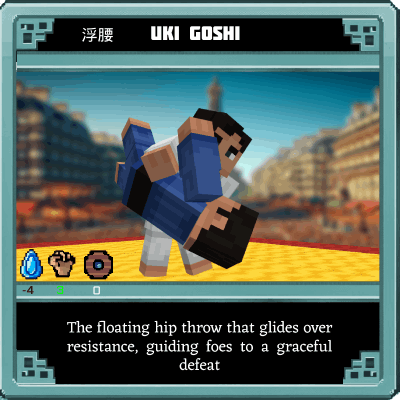 浮腰 UKI GOSHI
-4 1 0
The floating hip throw that glides over
resistance, guiding foes to a graceful
defeat